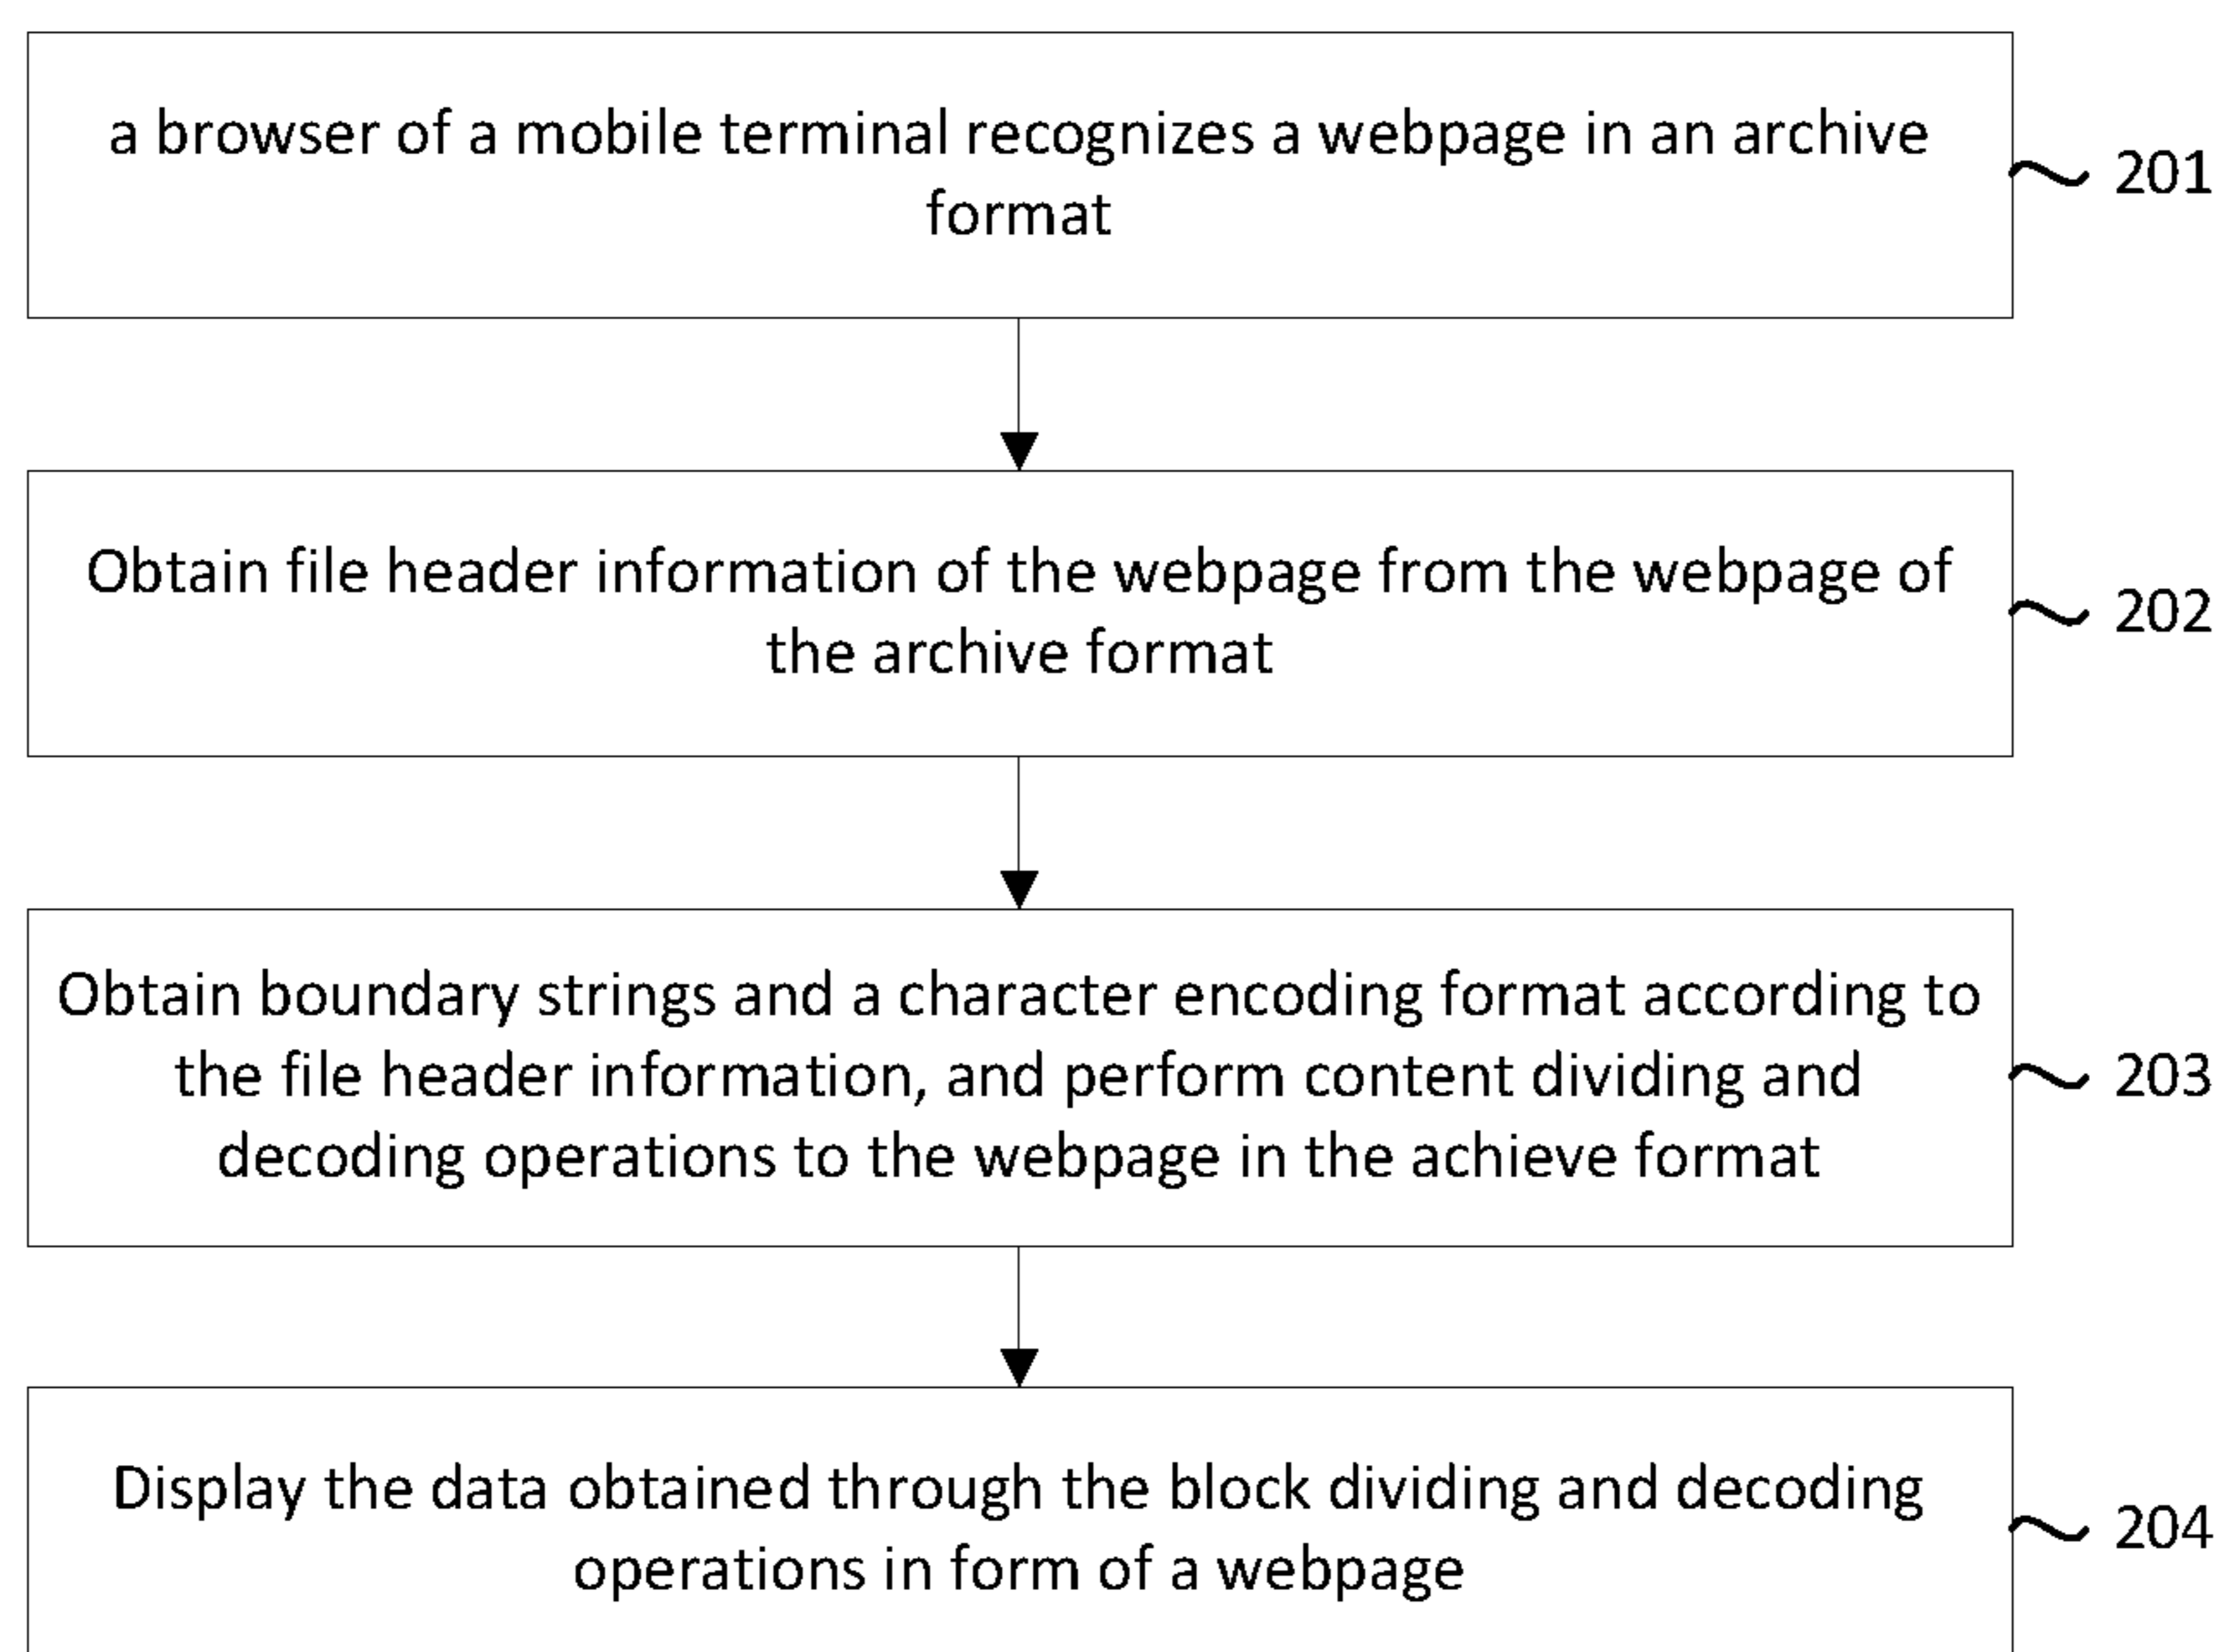 a browser of a mobile terminal recognizes a webpage in an archive
format
201
Obtain file header information of the webpage from the webpage of
the archive format
202
Obtain boundary strings and a character encoding format according to
the file header information, and perform content dividing and
decoding operations to the webpage in the achieve format
203
Display the data obtained through the block dividing and decoding
operations in form of a webpage
204